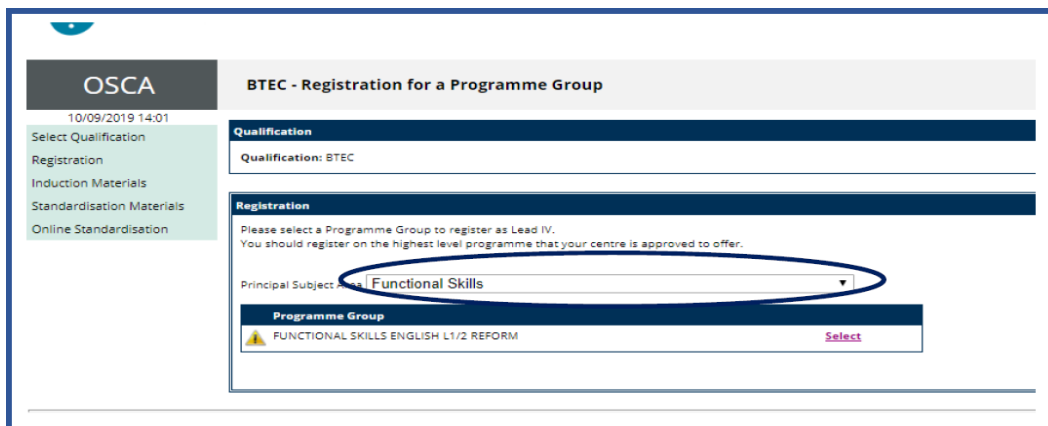 OSCA
BTEC - Registration for a Programme Group
10/09/2019 14:01
Select Qualification
Registration
Induction Materials
Standardisation Materials
Online Standardisation
Qualification
Qualification: BTEC
Registration
Please select a Programme Group to register as Lead IV.
You should register on the highest level programme that your centre is approved to offer.
Principal Subject Area Functional Skills
Programme Group
FUNCTIONAL SKILLS ENGLISH L1/2 REFORM Select